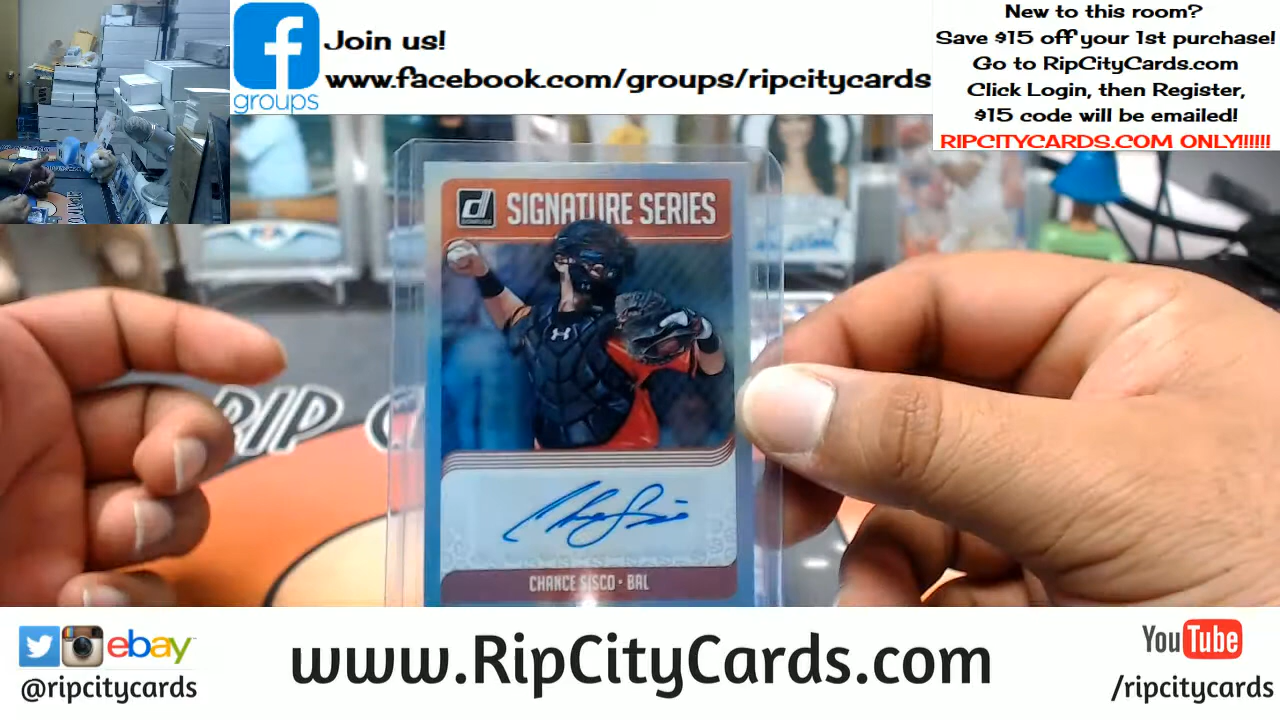 groups
Join us!
www.facebook.com/groups/ripcitycards
New to this room?
Save $15 off your 1st purchase!
Go to RipCityCards.com
Click Login, then Register,
$15 code will be emailed!
RIPCITYCARDS.COM ONLY!!!!!
d
SIGNATURE SERIES
RIP C
CHANCE SISCO · BAL
ebay
@ripcitycards
www.RipCityCards.com
YouTube
/ripcitycards